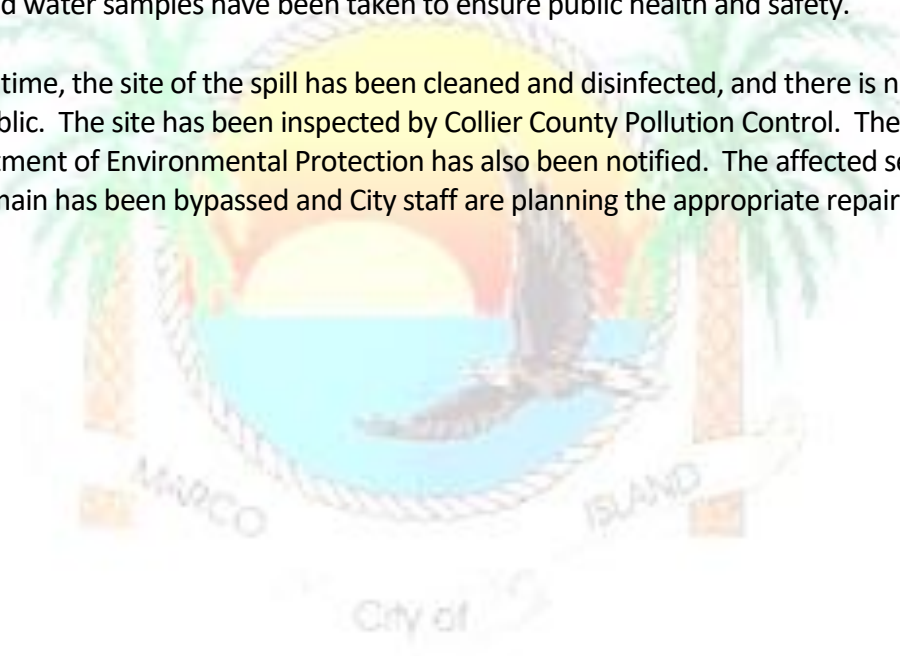 d water samples have been taken to ensure public health and safety.
time, the site of the spill has been cleaned and disinfected, and there is n
blic. The site has been inspected by Collier County Pollution Control. The
tment of Environmental Protection has also been notified. The affected se
main has been bypassed and City staff are planning the appropriate repair
MARCO ISLAND
City of